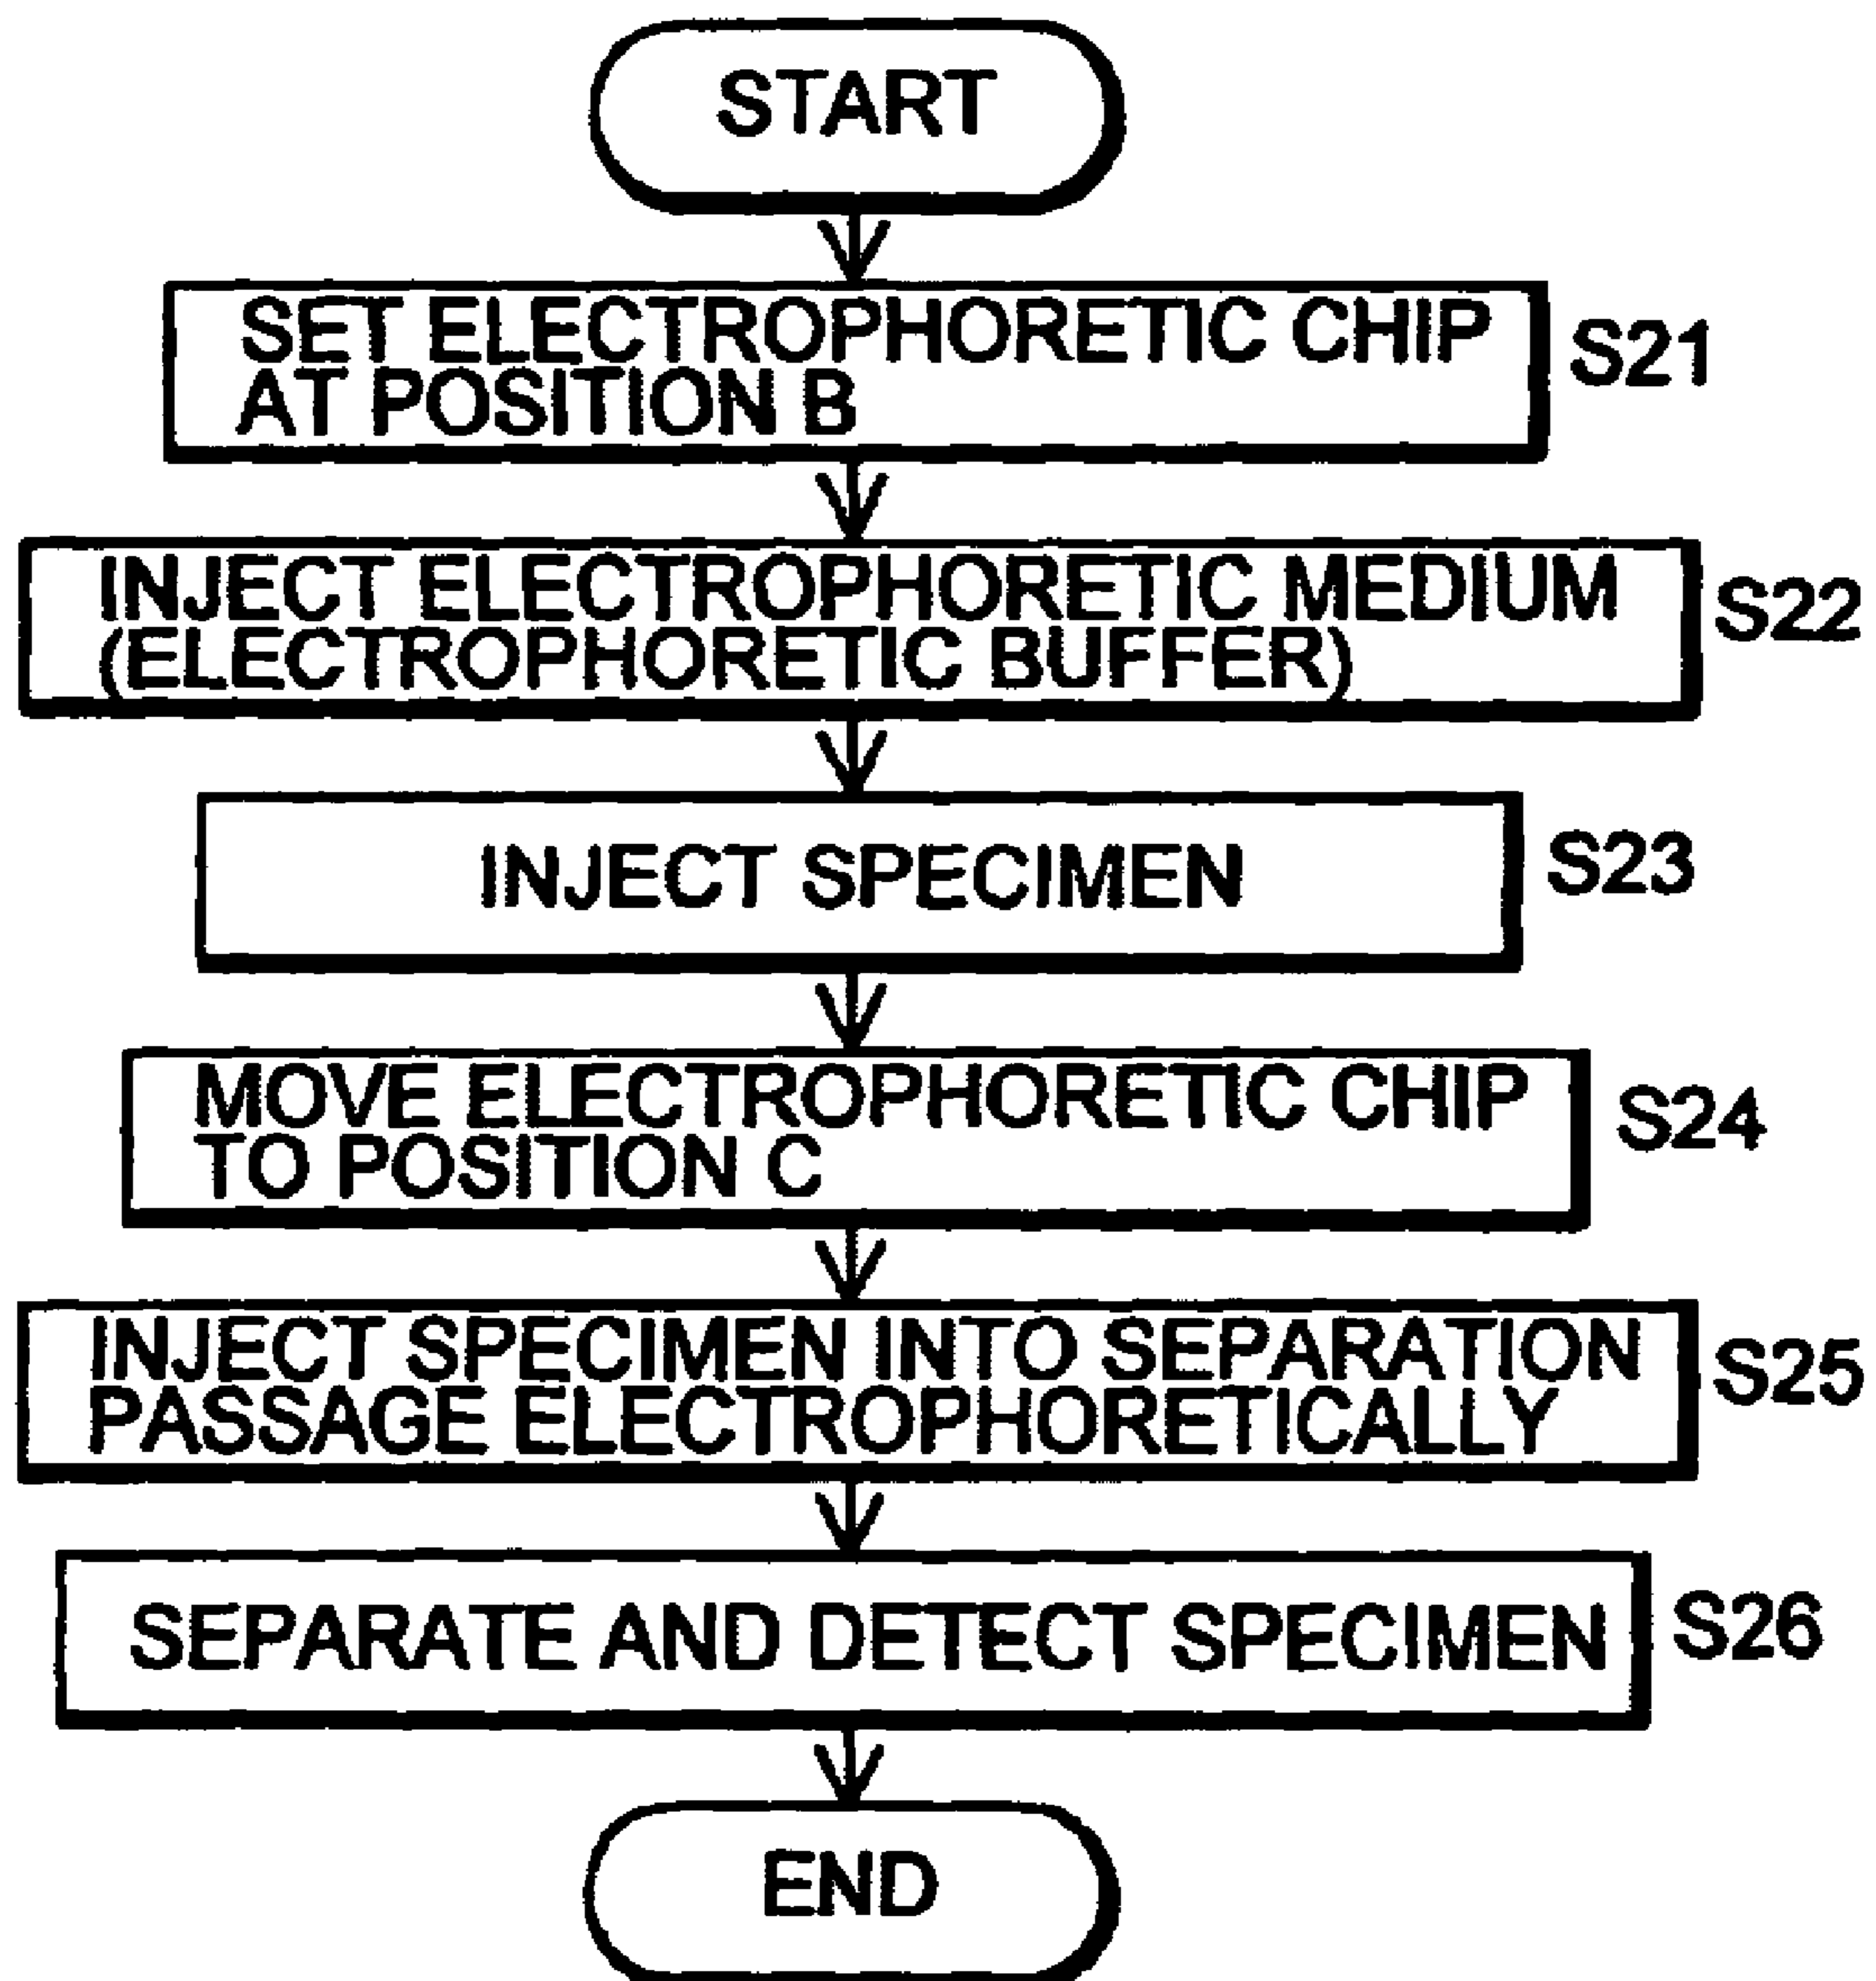 START
SET ELECTROPHORETIC CHIP
AT POSITION B
S21
INJECT ELECTROPHORETIC MEDIUM
(ELECTROPHORETIC BUFFER)
S22
INJECT SPECIMEN
S23
MOVE ELECTROPHORETIC CHIP
TO POSITION C
S24
INJECT SPECIMEN INTO SEPARATION
PASSAGE ELECTROPHORETICALLY
S25
SEPARATE AND DETECT SPECIMEN
S26
END